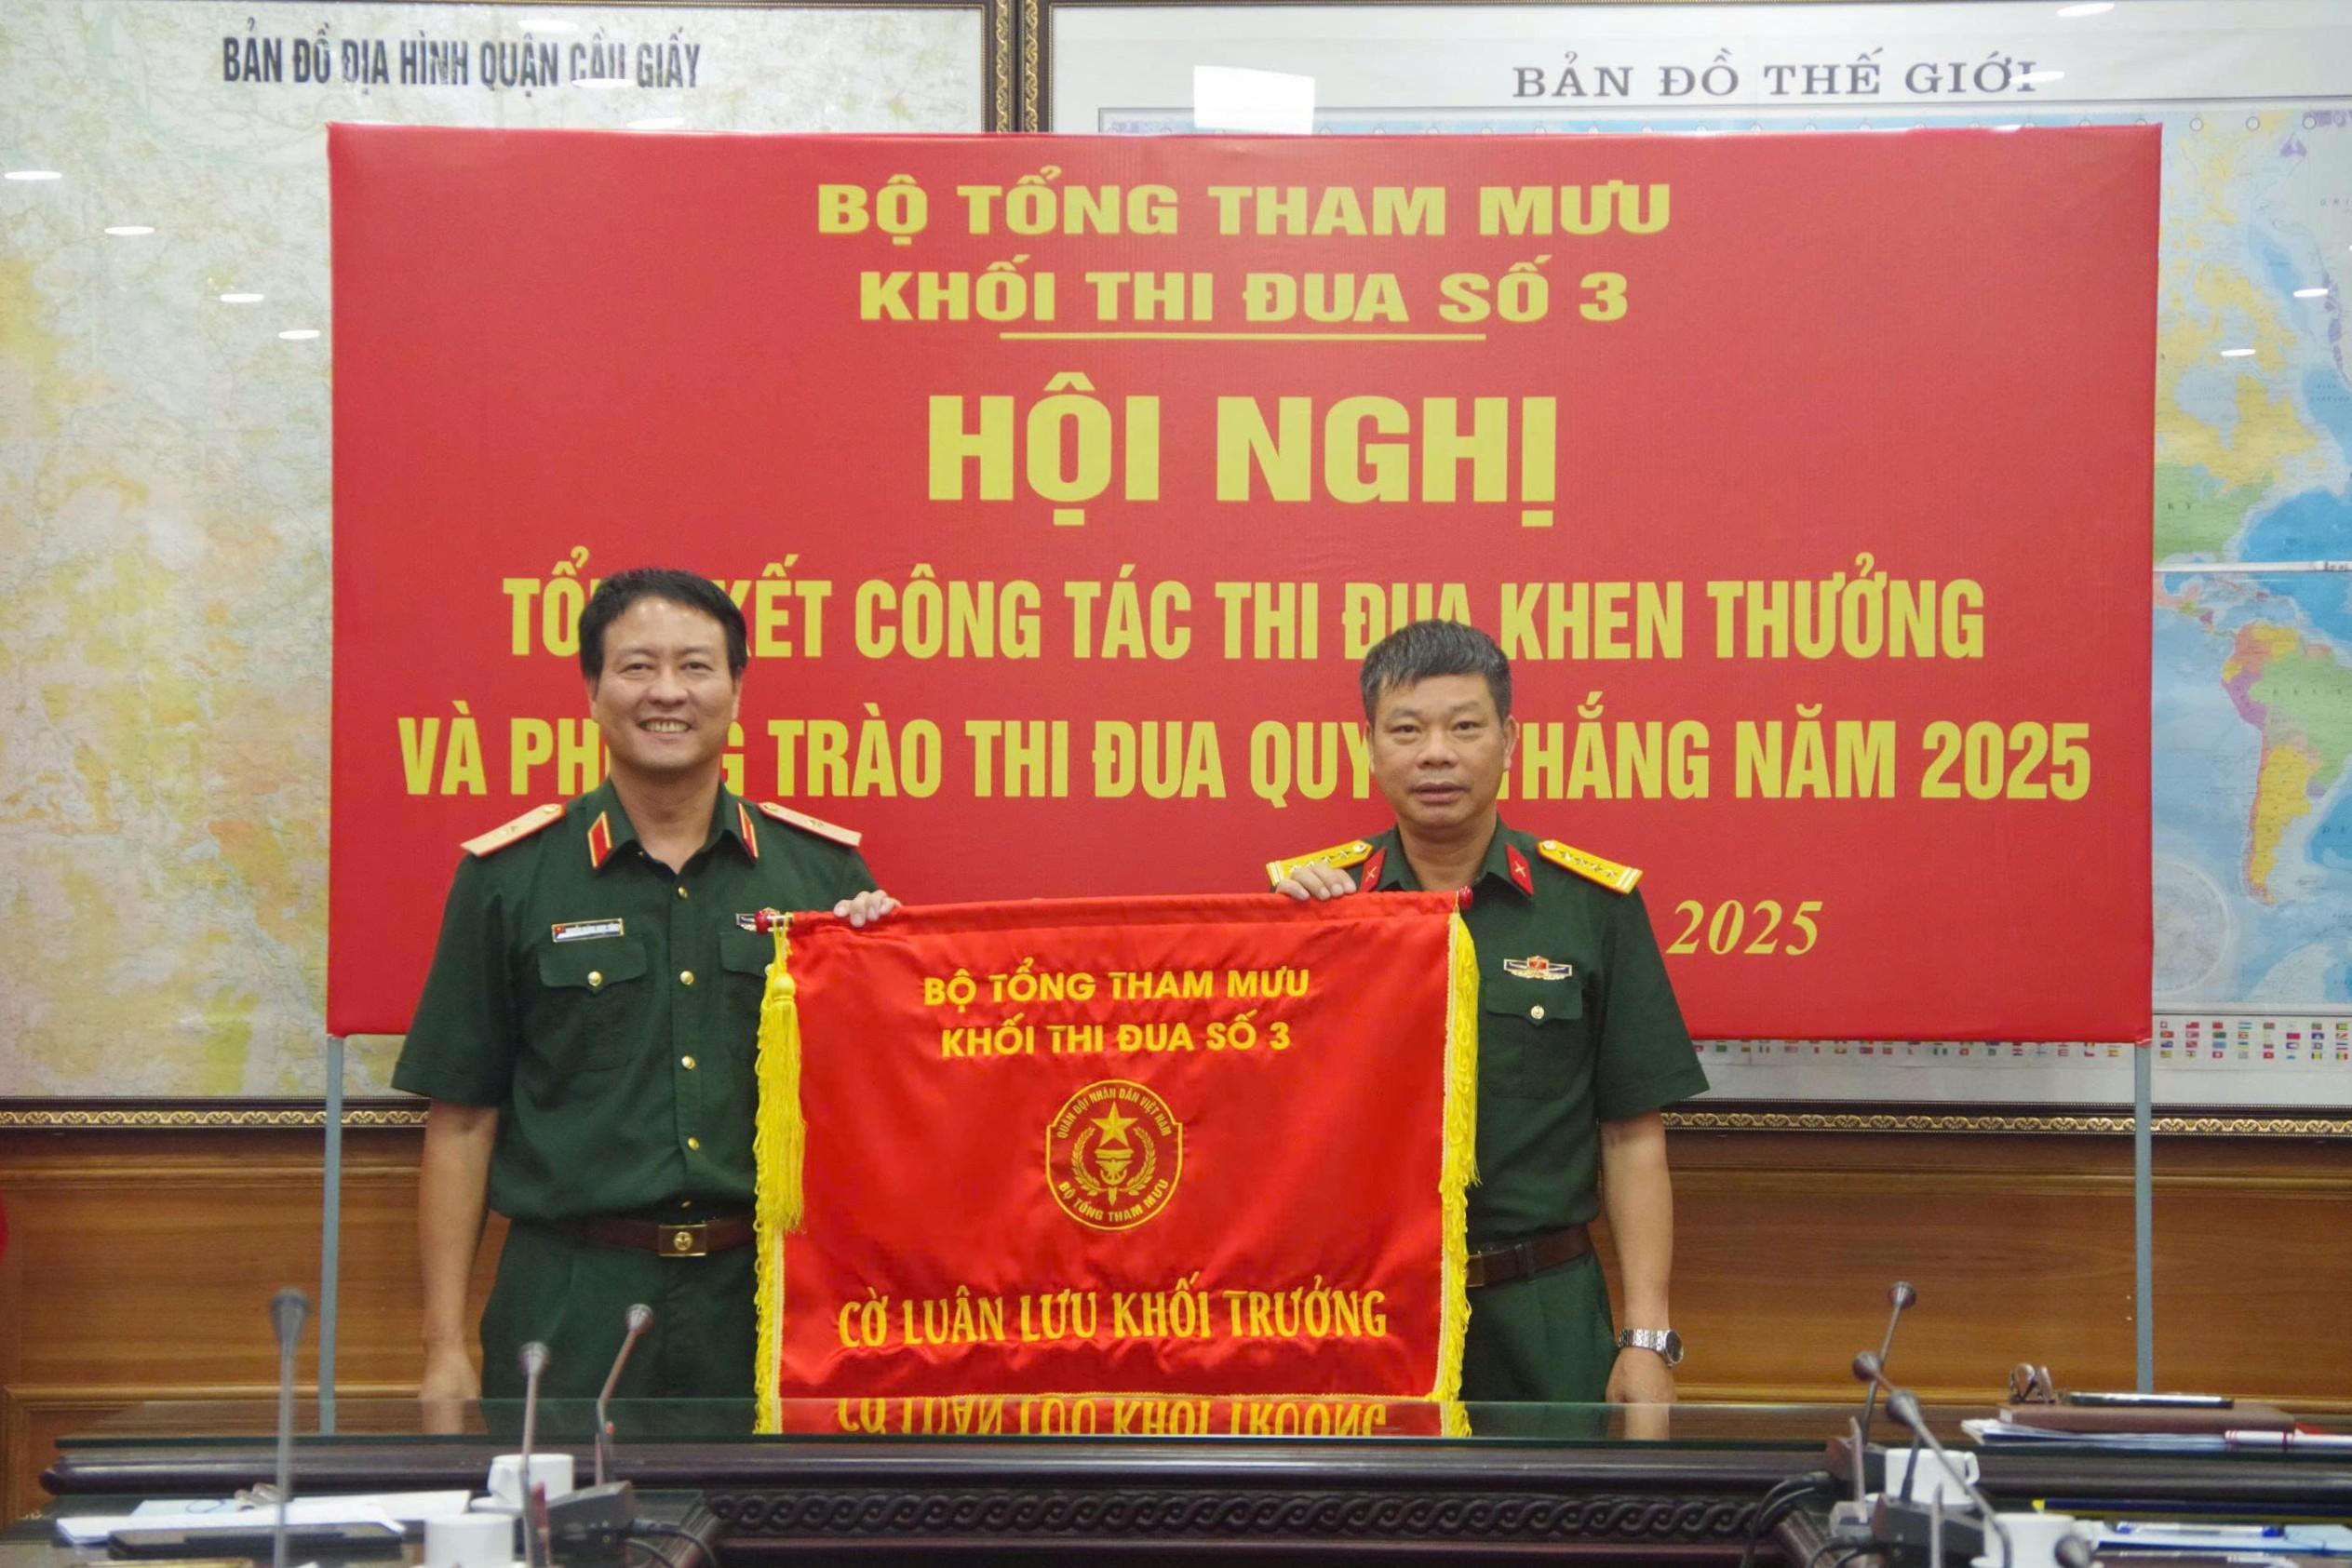 BẢN ĐỒ ĐỊA HÌNH QUẬN CẦU GIẤY
BẢN ĐỒ THẾ GIỚI
BỘ TỔNG THAM MƯU
KHỐI THI ĐUA SỐ 3
HỘI NGHỊ
KẾT CÔNG TÁC THI ĐUA KHEN THƯỞNG
VÀ TRÀO THI ĐUA THẮNG NĂM 2025
2025
BỘ TỔNG THAM MƯU
KHỐI THI ĐUA SỐ 3
QUÂN ĐỘI NHÂN DÂN VIỆT NAM
BỘ TỔNG THAM MƯU
CỜ LUÂN LƯU KHỐI TRƯỞNG